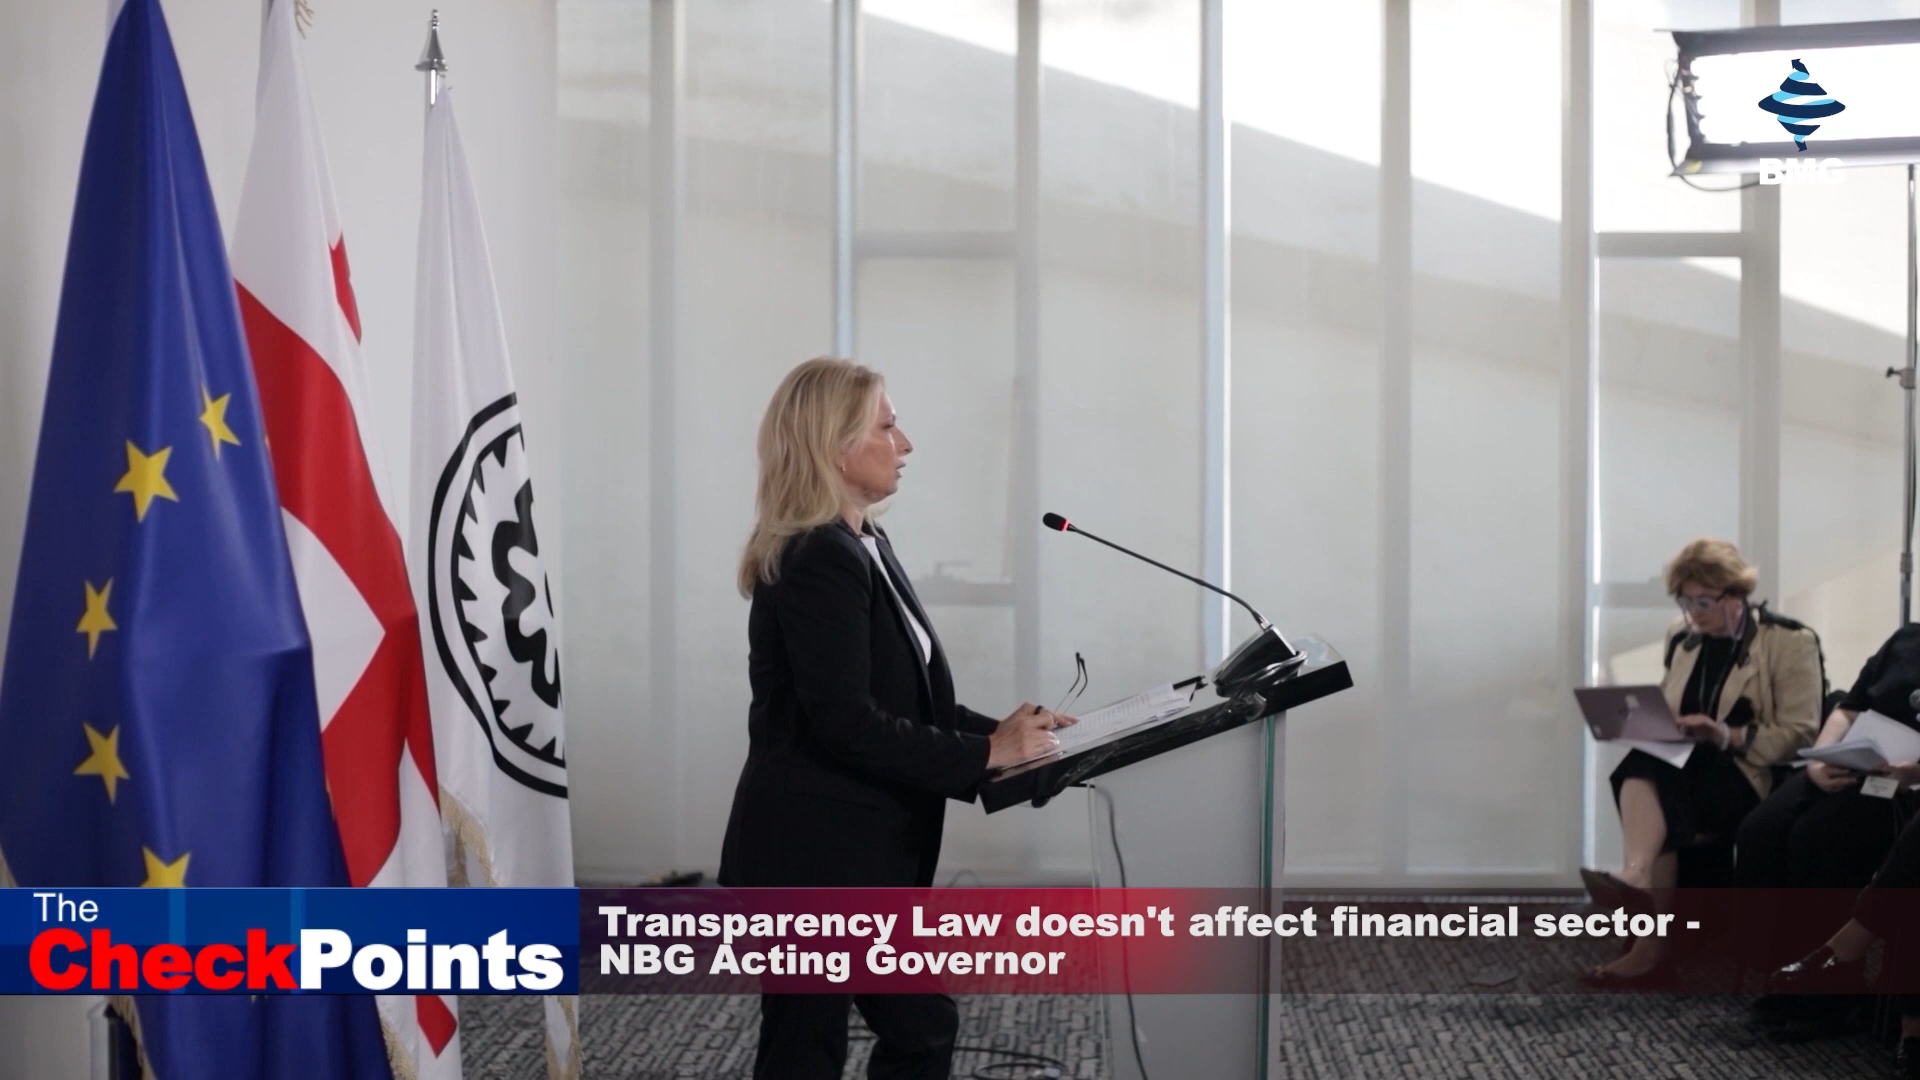 BMG
The
CheckPoints
Transparency Law doesn't affect financial sector -
NBG Acting Governor